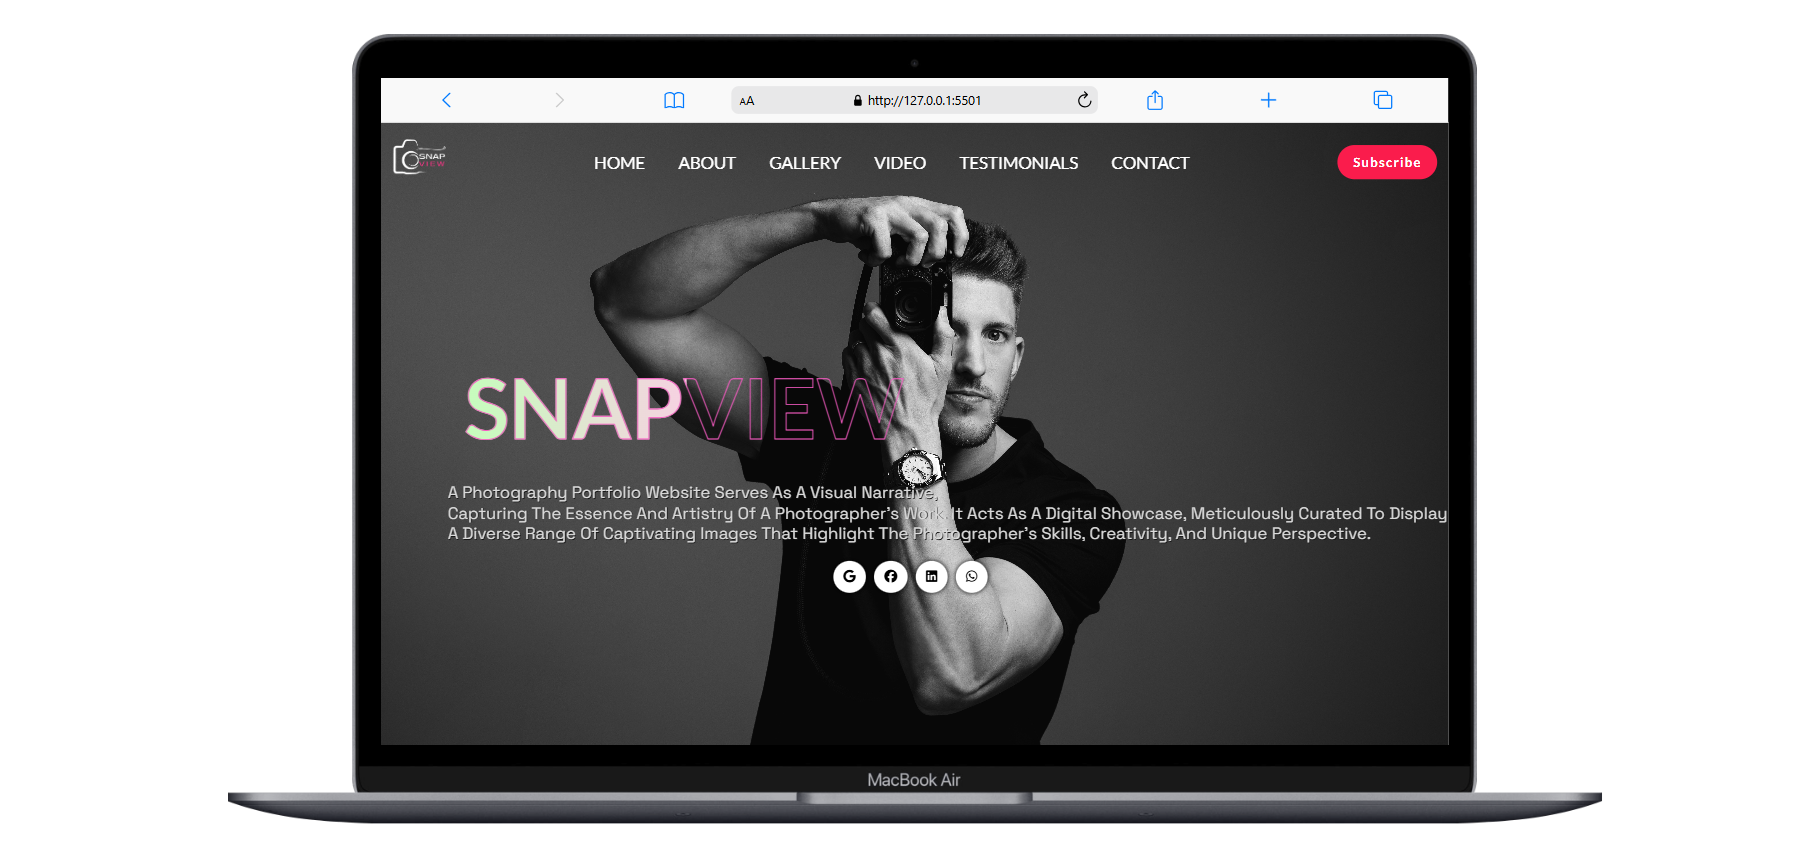 AA http://127.0.0.1:5501
SNAP
VIEW
HOME ABOUT GALLERY VIDEO TESTIMONIALS CONTACT
Subscribe
SNAPVIEW
A Photography Portfolio Website Serves As A Visual Narrative,
Capturing The Essence And Artistry Of A Photographer's Work. It Acts As A Digital Showcase, Meticulously Curated To Display
A Diverse Range Of Captivating Images That Highlight The Photographer's Skills, Creativity, And Unique Perspective.
MacBook Air